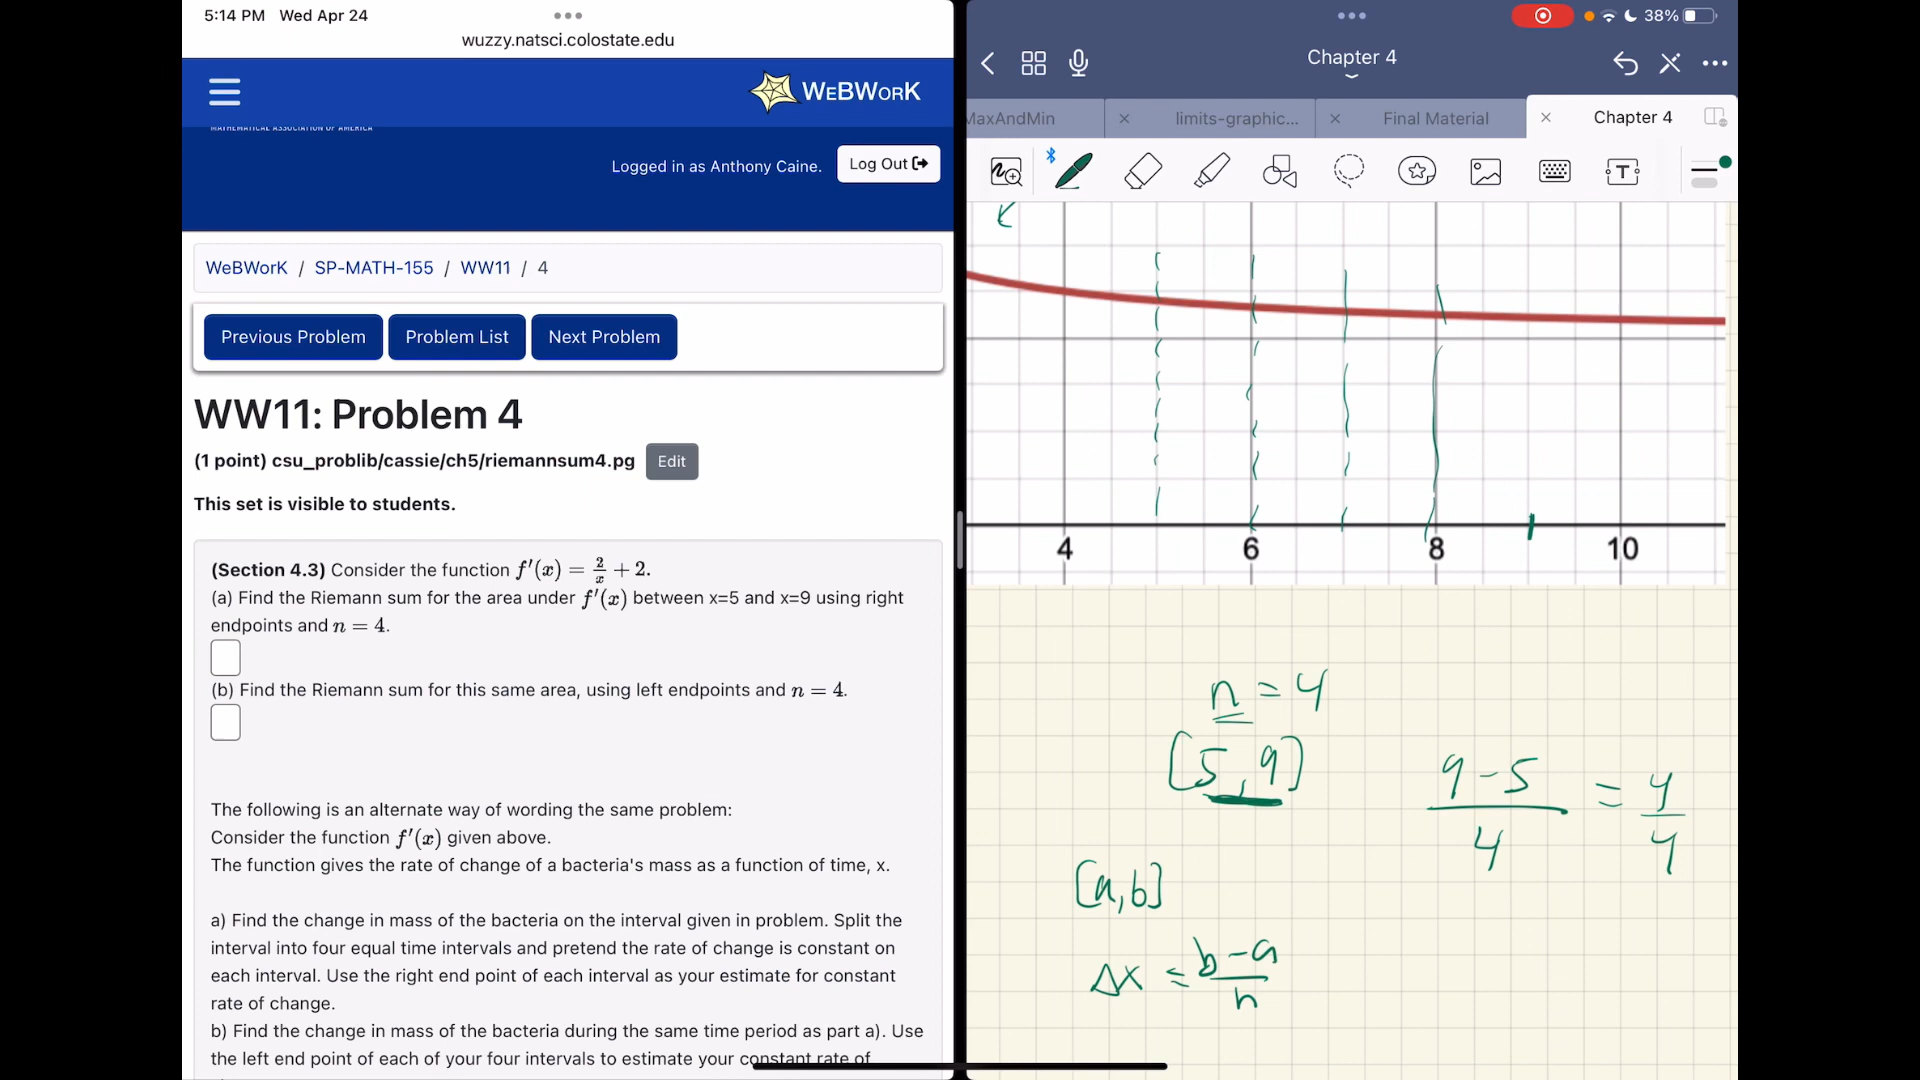 5:14 PM Wed Apr 24
wuzzy.natsci.colostate.edu
WeBWorK
MATHEMATICAL ASSOCIATION OF AMERICA
Logged in as Anthony Caine.
Log Out
WeBWorK / SP-MATH-155 / WW11 / 4
Previous Problem
Problem List
Next Problem
WW11: Problem 4
(1 point) csu_problib/cassie/ch5/riemannsum4.pg
Edit
This set is visible to students.
(Section 4.3) Consider the function f′(x) = 2/x + 2.
(a) Find the Riemann sum for the area under f′(x) between x=5 and x=9 using right
endpoints and n = 4.
(b) Find the Riemann sum for this same area, using left endpoints and n = 4.
The following is an alternate way of wording the same problem:
Consider the function f′(x) given above.
The function gives the rate of change of a bacteria's mass as a function of time, x.
a) Find the change in mass of the bacteria on the interval given in problem. Split the
interval into four equal time intervals and pretend the rate of change is constant on
each interval. Use the right end point of each interval as your estimate for constant
rate of change.
b) Find the change in mass of the bacteria during the same time period as part a). Use
the left end point of each of your four intervals to estimate your constant rate of
38%
Chapter 4
MaxAndMin
limits-graphic...
Final Material
Chapter 4
4 6 8 10
n = 4
[5, 9]
9 - 5 / 4 = 4/4
[a, b]
Δx = b - a / n